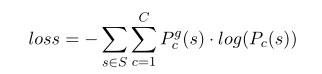 loss = - \sum_{s \in S} \sum_{c=1}^{C} P_c^g(s) \cdot log(P_c(s))